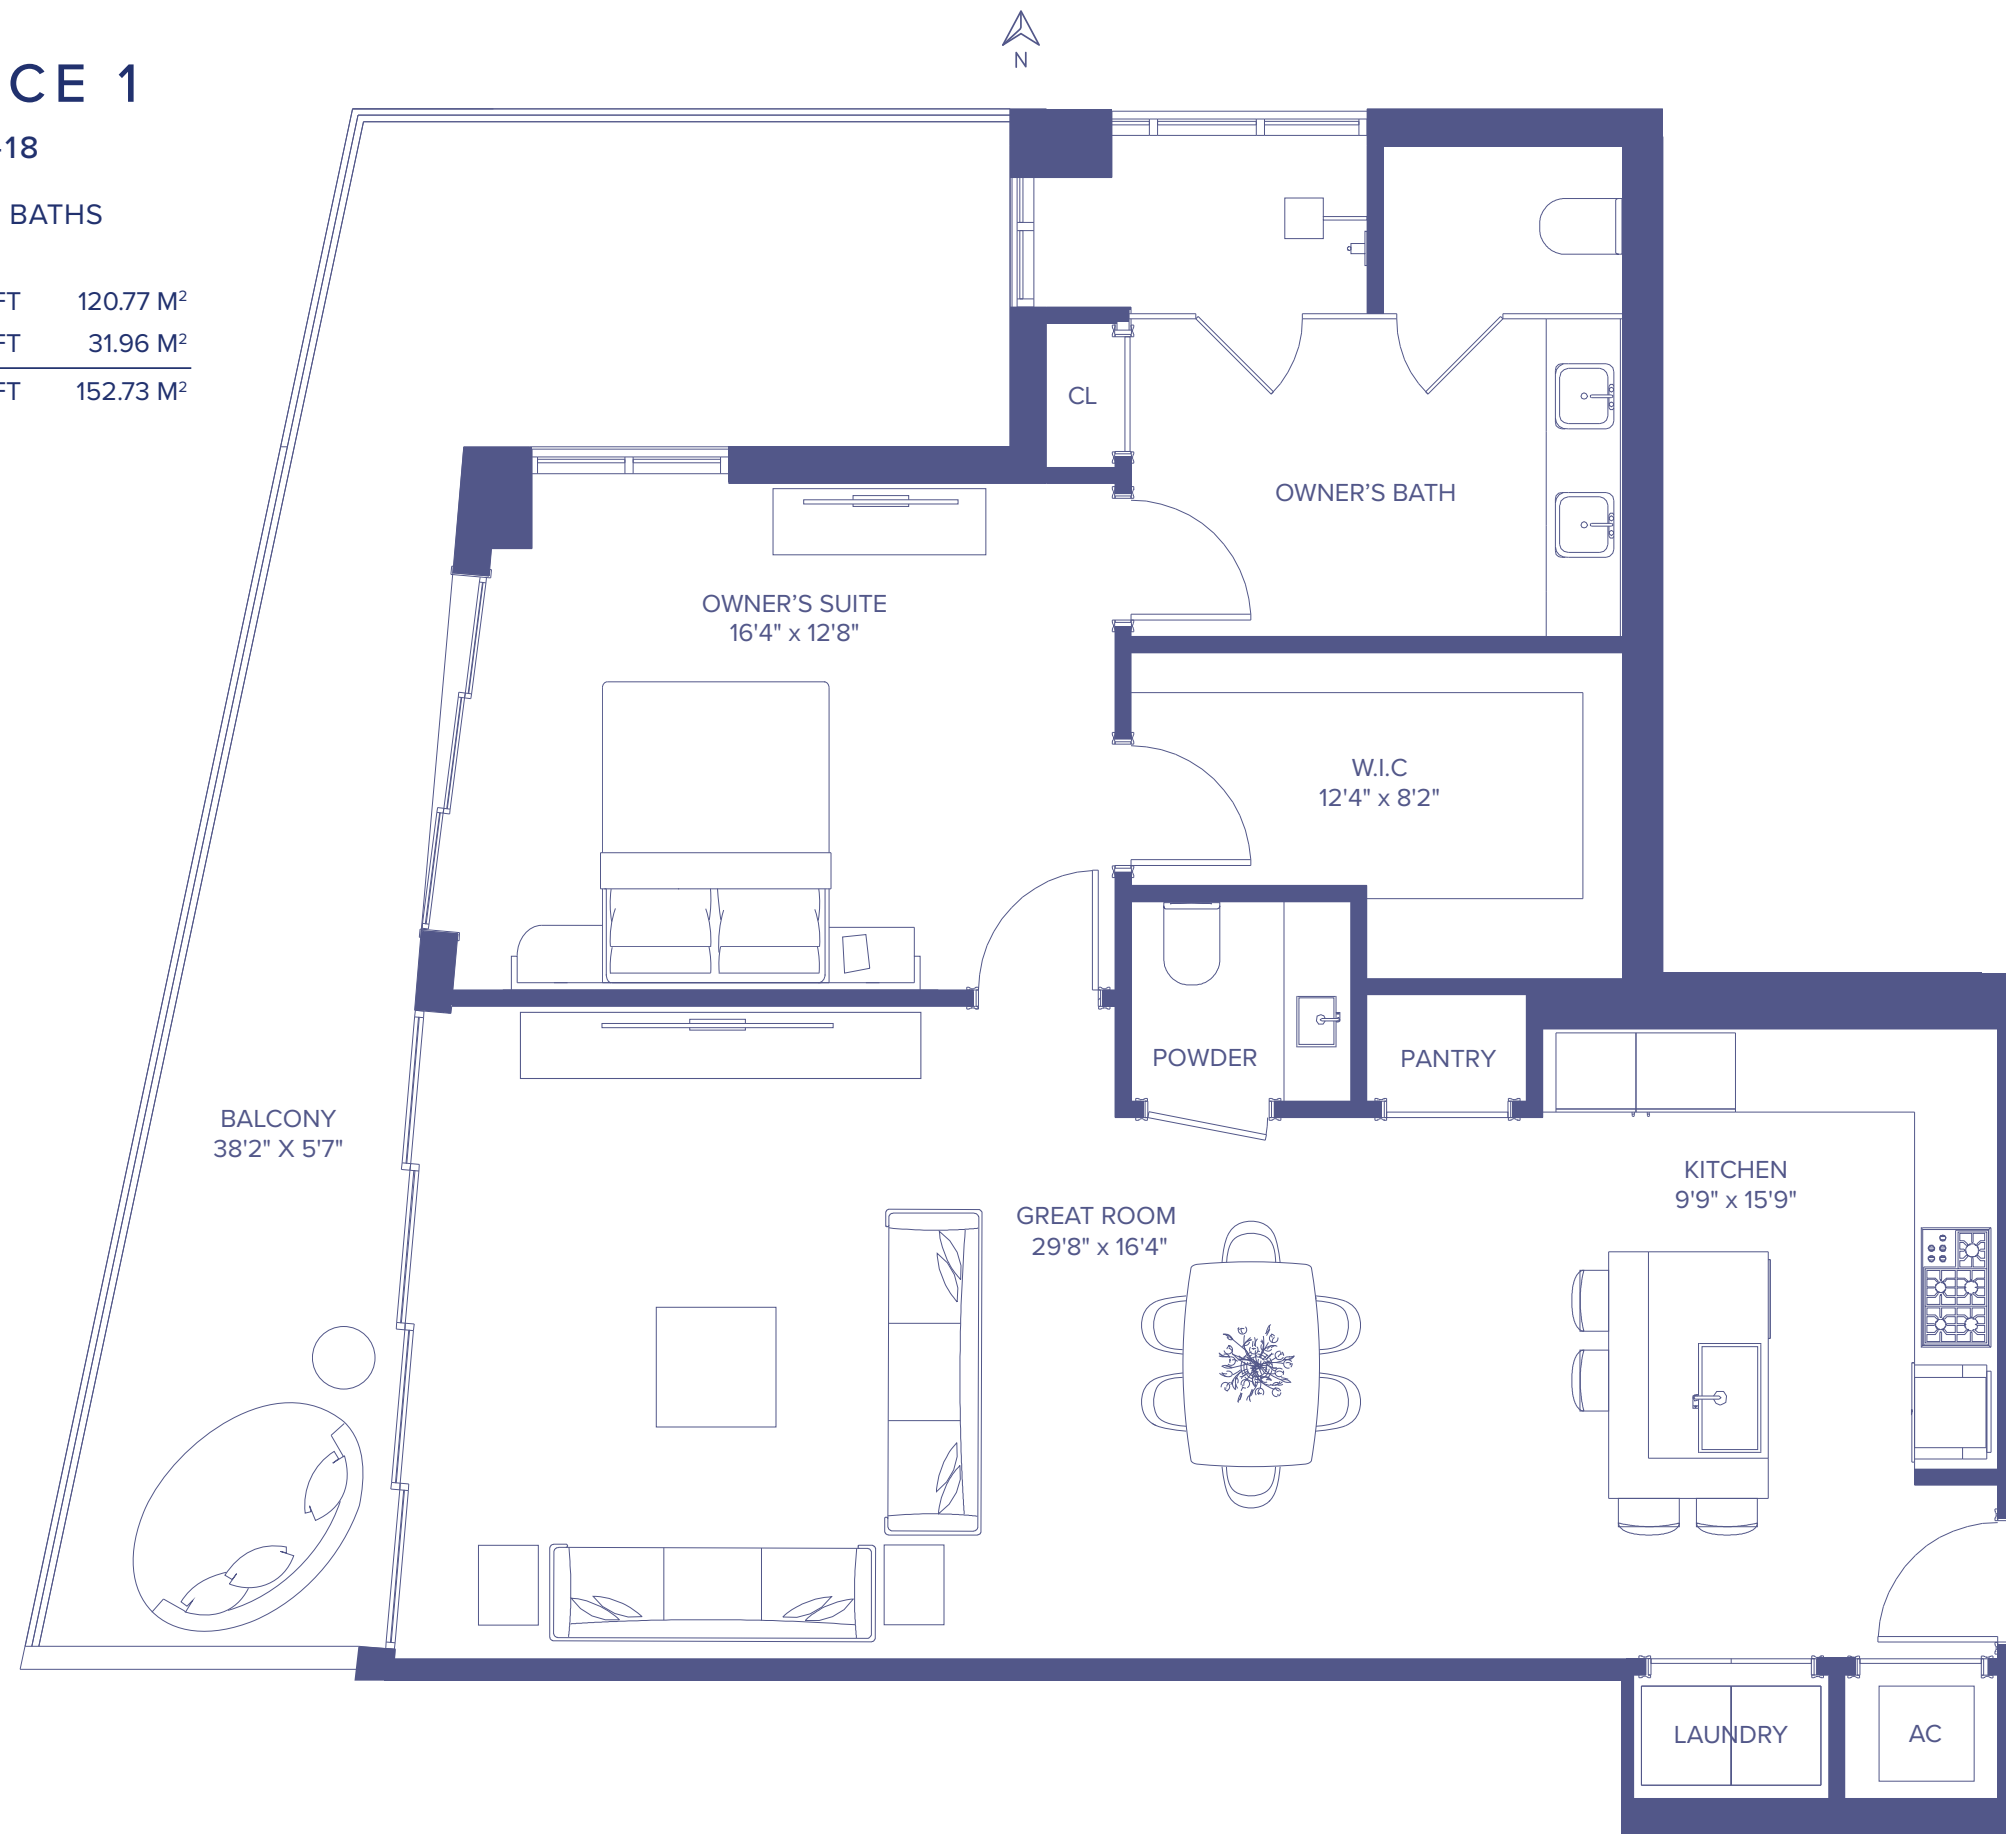 N
CE 1
-18
BATHS
FT 120.77 M²
FT 31.96 M²
FT 152.73 M²
CL
OWNER'S BATH
OWNER'S SUITE
16'4" x 12'8"
W.I.C
12'4" x 8'2"
POWDER
PANTRY
BALCONY
38'2" X 5'7"
KITCHEN
9'9" x 15'9"
GREAT ROOM
29'8" x 16'4"
LAUNDRY
AC